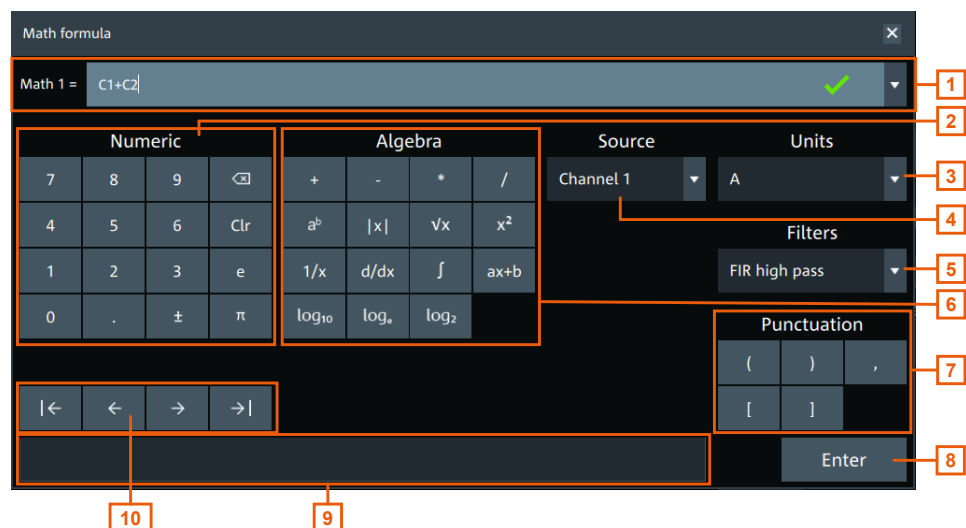 Math formula ✕
Math 1 = C1+C2
1
2
Numeric Algebra Source Units
7 8 9 ⌫ + - * / Channel 1 A
3
4
4 5 6 Clr aᵇ |x| √x x²
Filters
1 2 3 e 1/x d/dx ∫ ax+b FIR high pass
5
6
0 . ± π log₁₀ logₑ log₂
Punctuation
( ) ,
7
|← ← → →| [ ]
Enter
8
10 9